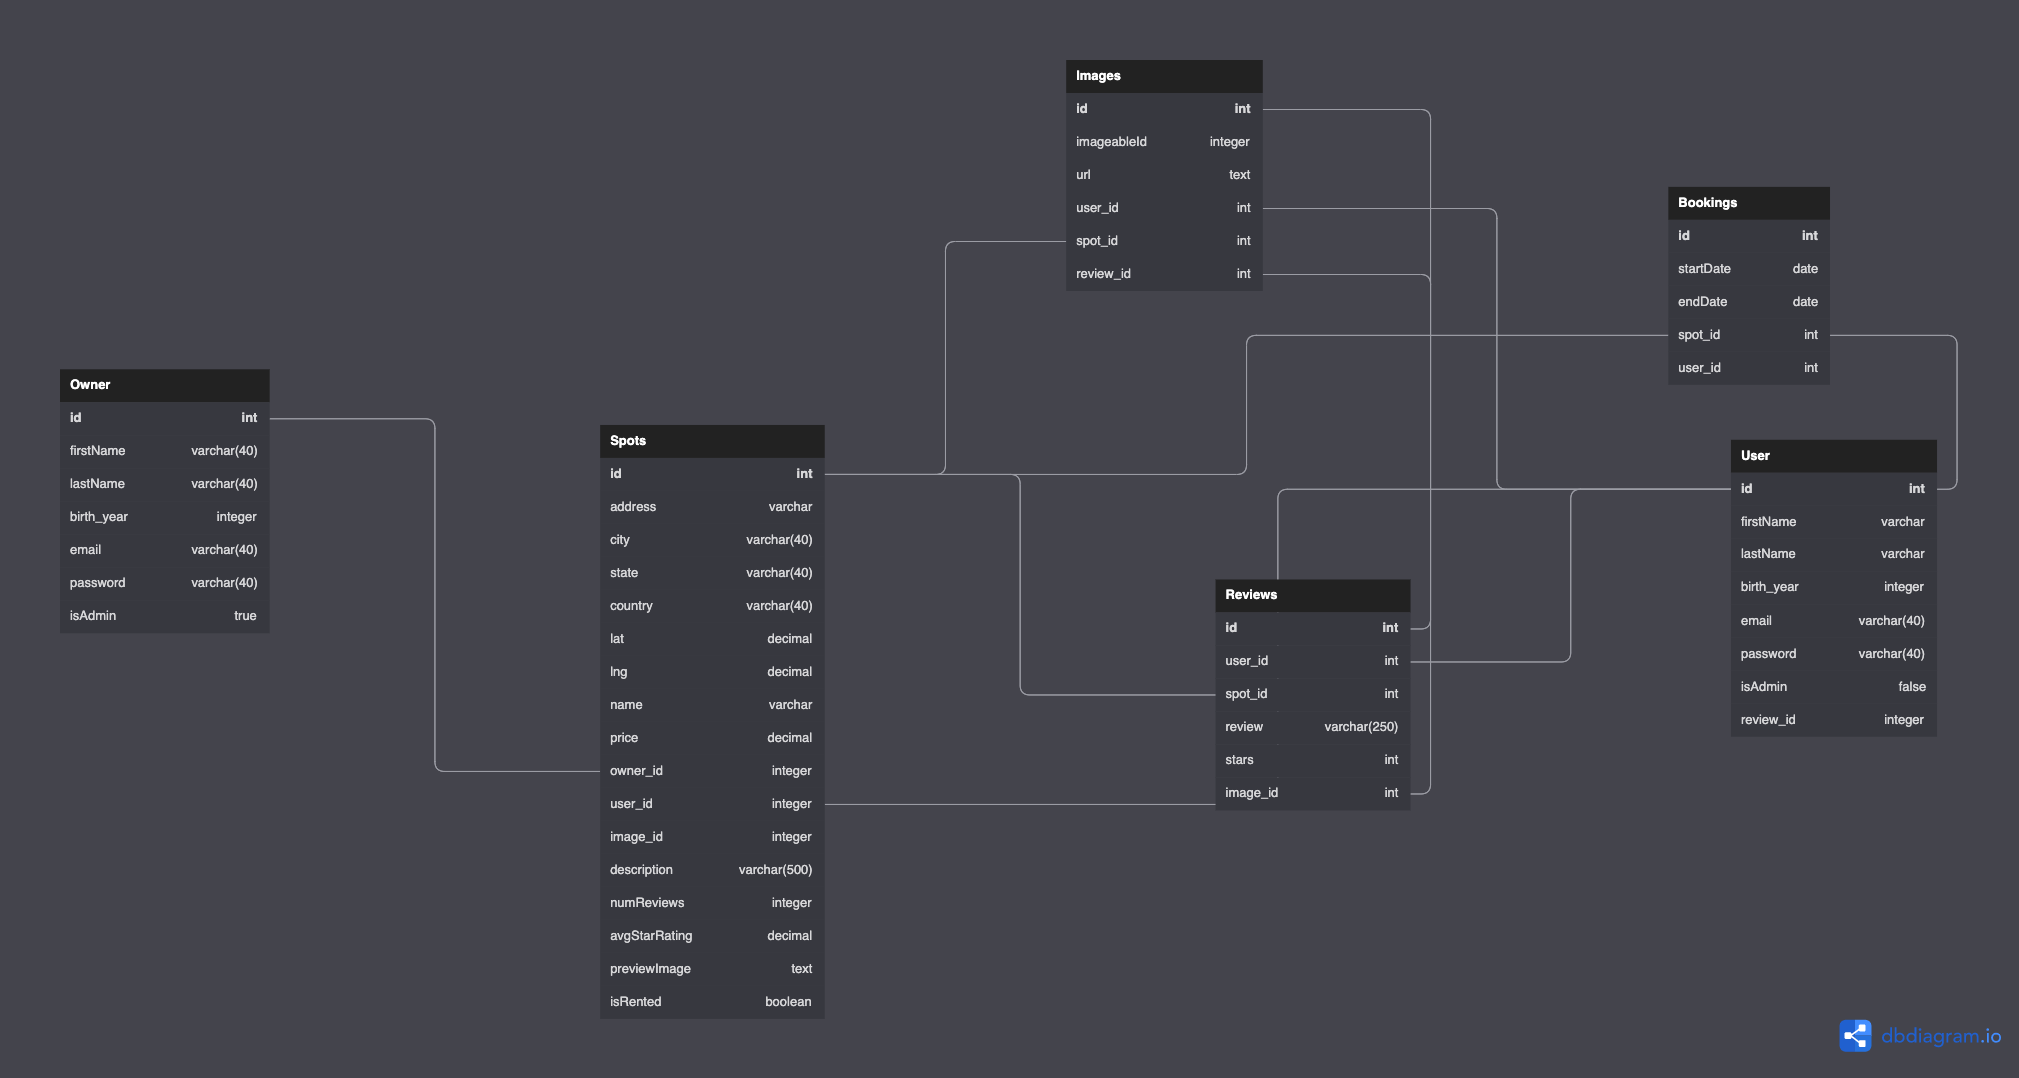 Images
id int
imageableId integer
url text
user_id int
spot_id int
review_id int
Bookings
id int
startDate date
endDate date
spot_id int
user_id int
Owner
id int
firstName varchar(40)
lastName varchar(40)
birth_year integer
email varchar(40)
password varchar(40)
isAdmin true
Spots
id int
address varchar
city varchar(40)
state varchar(40)
country varchar(40)
lat decimal
lng decimal
name varchar
price decimal
owner_id integer
user_id integer
image_id integer
description varchar(500)
numReviews integer
avgStarRating decimal
previewImage text
isRented boolean
Reviews
id int
user_id int
spot_id int
review varchar(250)
stars int
image_id int
User
id int
firstName varchar
lastName varchar
birth_year integer
email varchar(40)
password varchar(40)
isAdmin false
review_id integer
dbdiagram.io